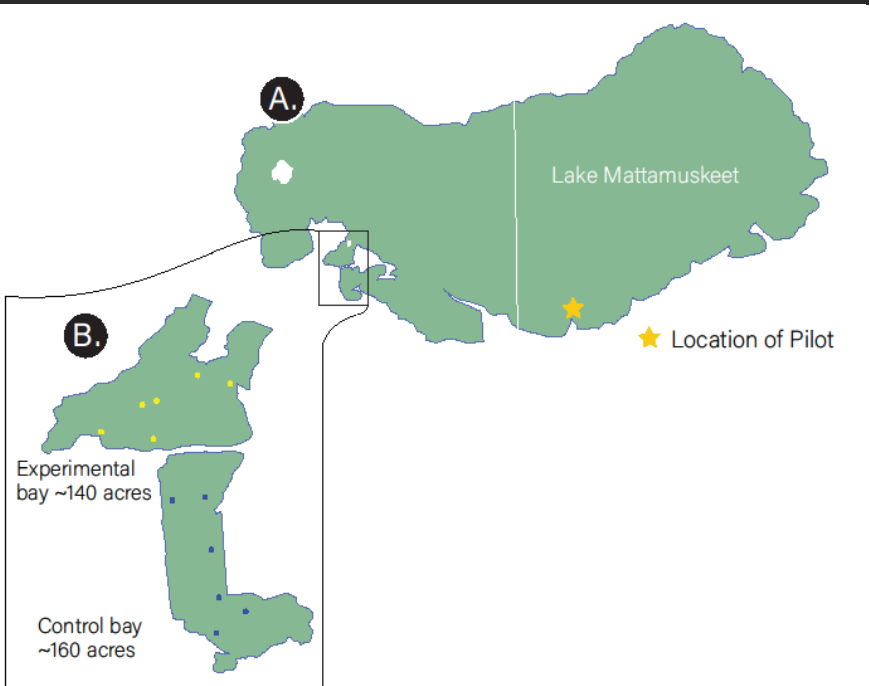 A.
Lake Mattamuskeet
Location of Pilot
B.
Experimental
bay ~140 acres
Control bay
~160 acres